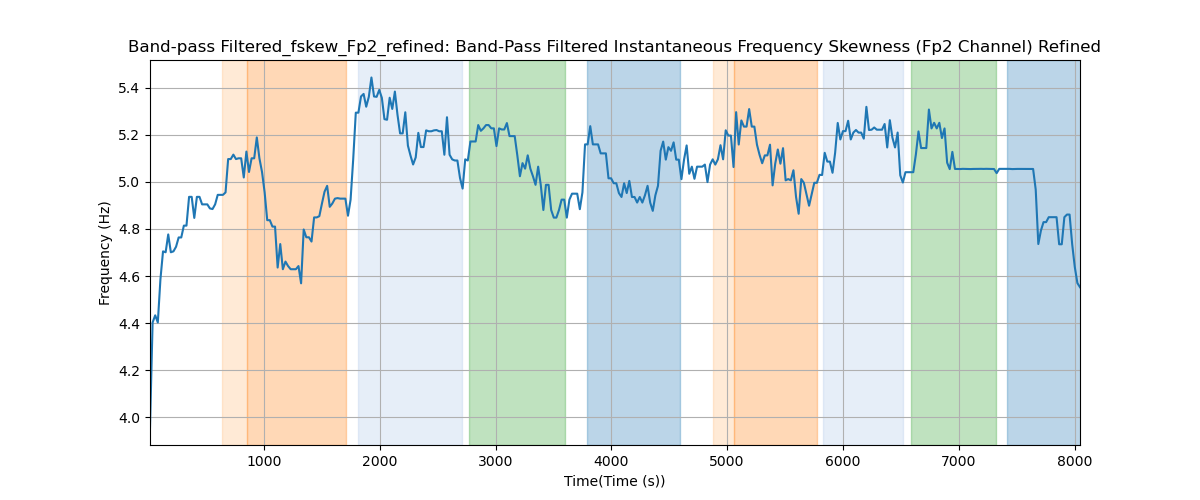 Band-pass Filtered_fskew_Fp2_refined: Band-Pass Filtered Instantaneous Frequency Skewness (Fp2 Channel) Refined
Frequency (Hz)
5.4
5.2
5.0
4.8
4.6
4.4
4.2
4.0
1000 2000 3000 4000 5000 6000 7000 8000
Time(Time (s))